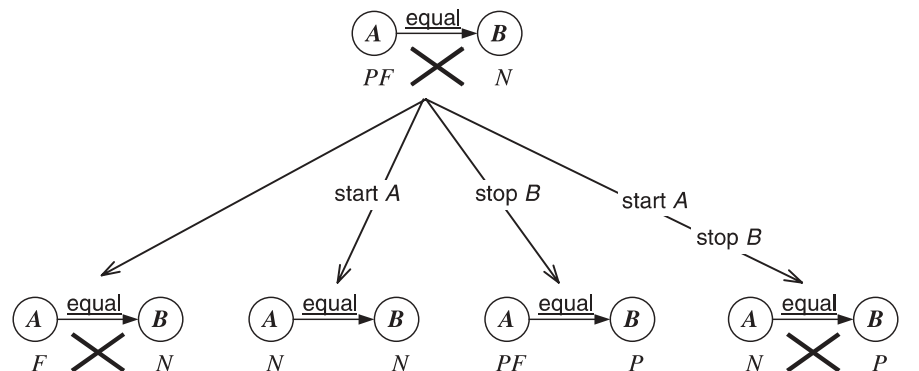 equal
A B
PF N
start A
stop B
start A
stop B
equal equal equal equal
A B A B A B A B
F N N N PF P N P